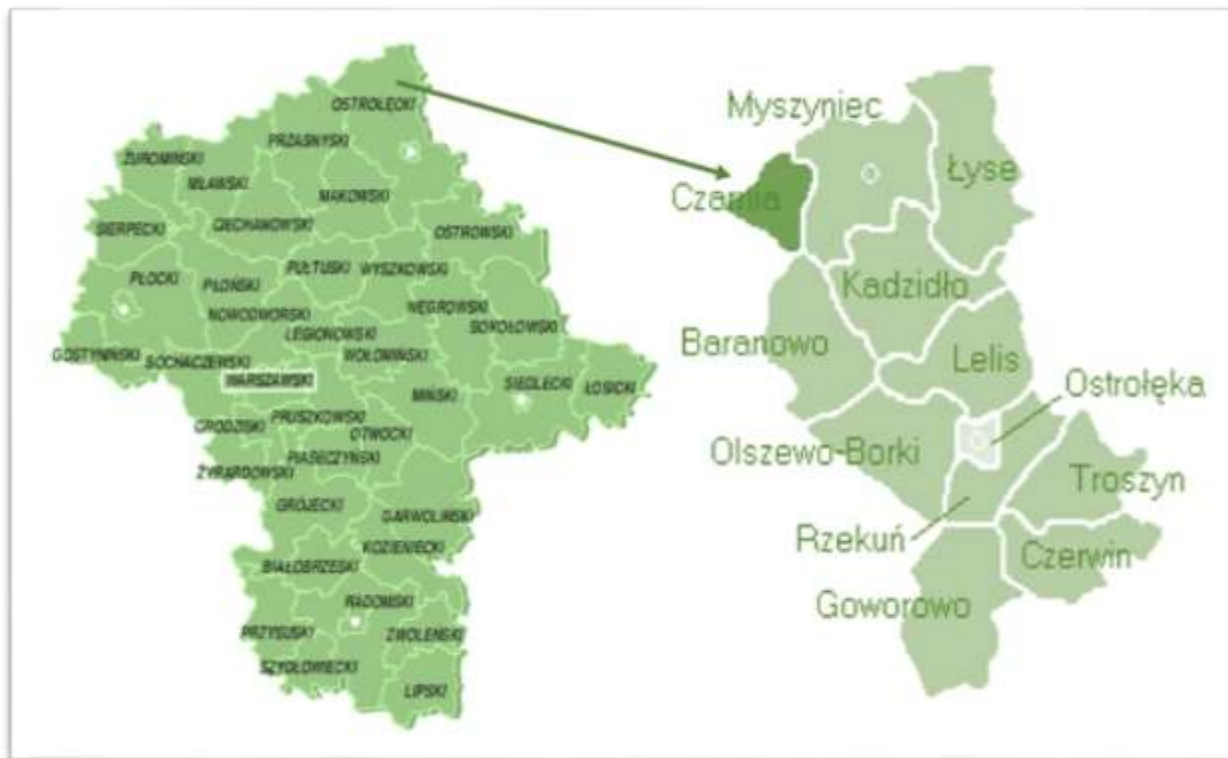 OSTROŁĘCKI
PRZASNYSKI
ŻUROMIŃSKI
MŁAWSKI
MAKOWSKI
SIERPECKI
CIECHANOWSKI
OSTROWSKI
PŁOCKI
PŁOŃSKI
PUŁTUSKI
WYSZKOWSKI
NOWODWORSKI
WĘGROWSKI
LEGIONOWSKI
SOKOŁOWSKI
GOSTYNIŃSKI
SOCHACZEWSKI
WOŁOMIŃSKI
WARSZAWSKI
MIŃSKI
SIEDLECKI
ŁOSICKI
GRODZISKI
PRUSZKOWSKI
OTWOCKI
PIASECZYŃSKI
ŻYRARDOWSKI
GRÓJECKI
GARWOLIŃSKI
KOZIENICKI
BIAŁOBRZESKI
RADOMSKI
PRZYSUSKI
ZWOLEŃSKI
SZYDŁOWIECKI
LIPSKI
Myszyniec
Łyse
Czarnia
Kadzidło
Baranowo
Lelis
Ostrołęka
Olszewo-Borki
Troszyn
Rzekuń
Czerwin
Goworowo